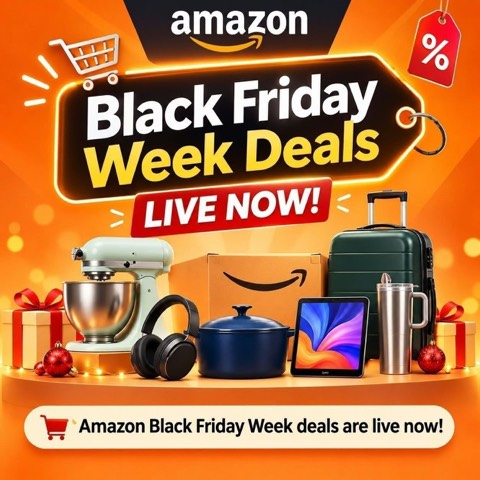 amazon
%
Black Friday
Week Deals
LIVE NOW!
Amazon Black Friday Week deals are live now!